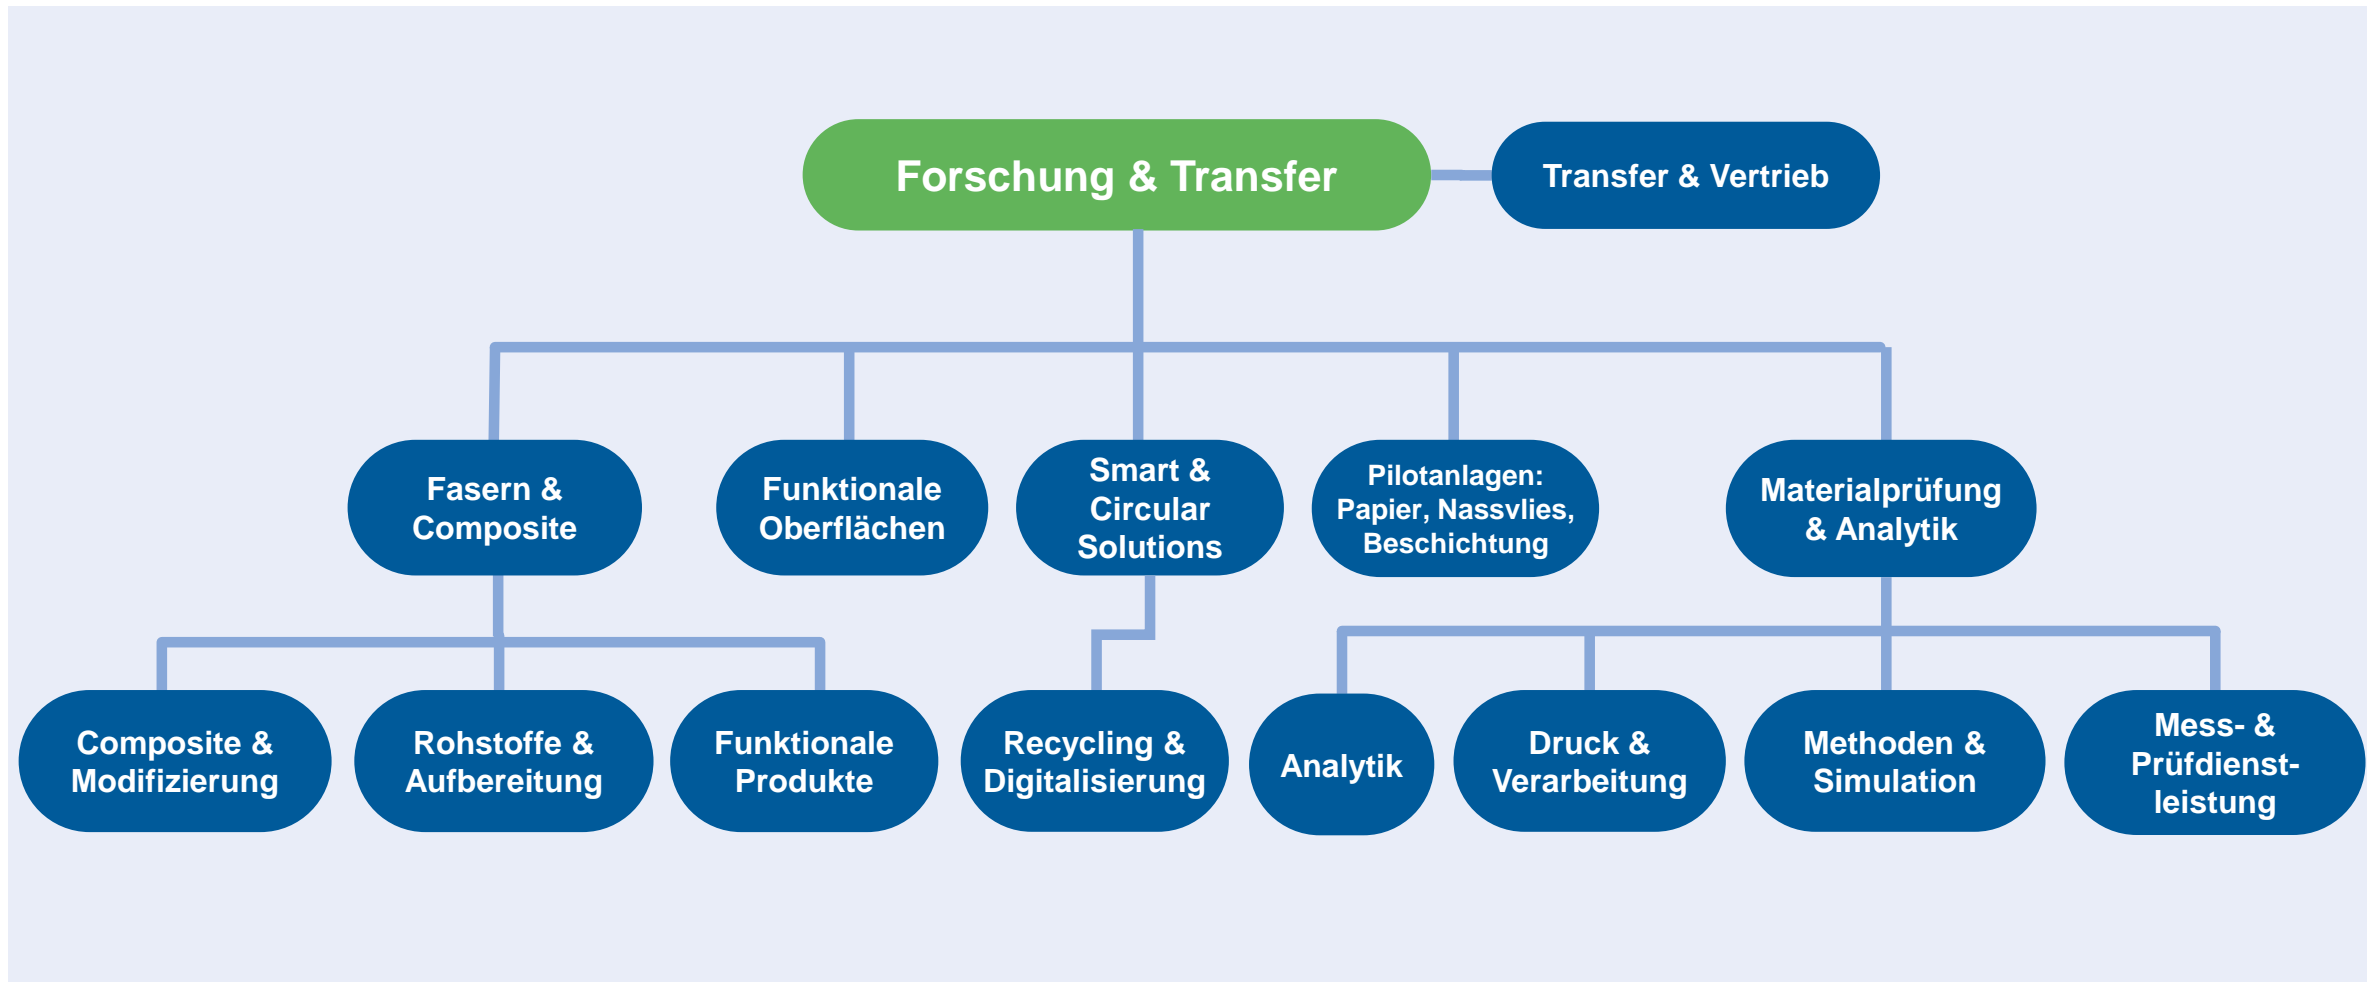 Forschung & Transfer
Transfer & Vertrieb
Fasern &
Composite
Funktionale
Oberflächen
Smart &
Circular
Solutions
Pilotanlagen:
Papier, Nassvlies,
Beschichtung
Materialprüfung
& Analytik
Composite &
Modifizierung
Rohstoffe &
Aufbereitung
Funktionale
Produkte
Recycling &
Digitalisierung
Analytik
Druck &
Verarbeitung
Methoden &
Simulation
Mess- &
Prüfdienst-
leistung